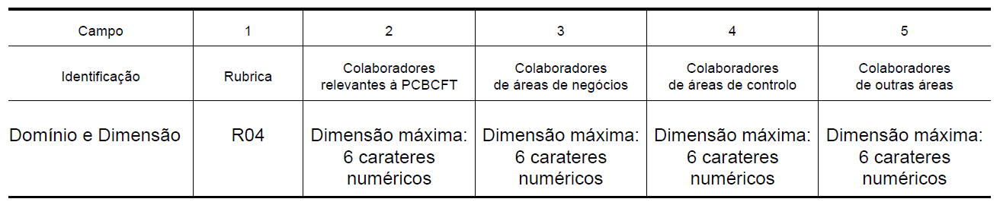 Campo 1 2 3 4 5
Identificação Rubrica Colaboradores relevantes à PCBCFT Colaboradores de áreas de negócios Colaboradores de áreas de controlo Colaboradores de outras áreas
Domínio e Dimensão R04 Dimensão máxima: 6 carateres numéricos Dimensão máxima: 6 carateres numéricos Dimensão máxima: 6 carateres numéricos Dimensão máxima: 6 carateres numéricos